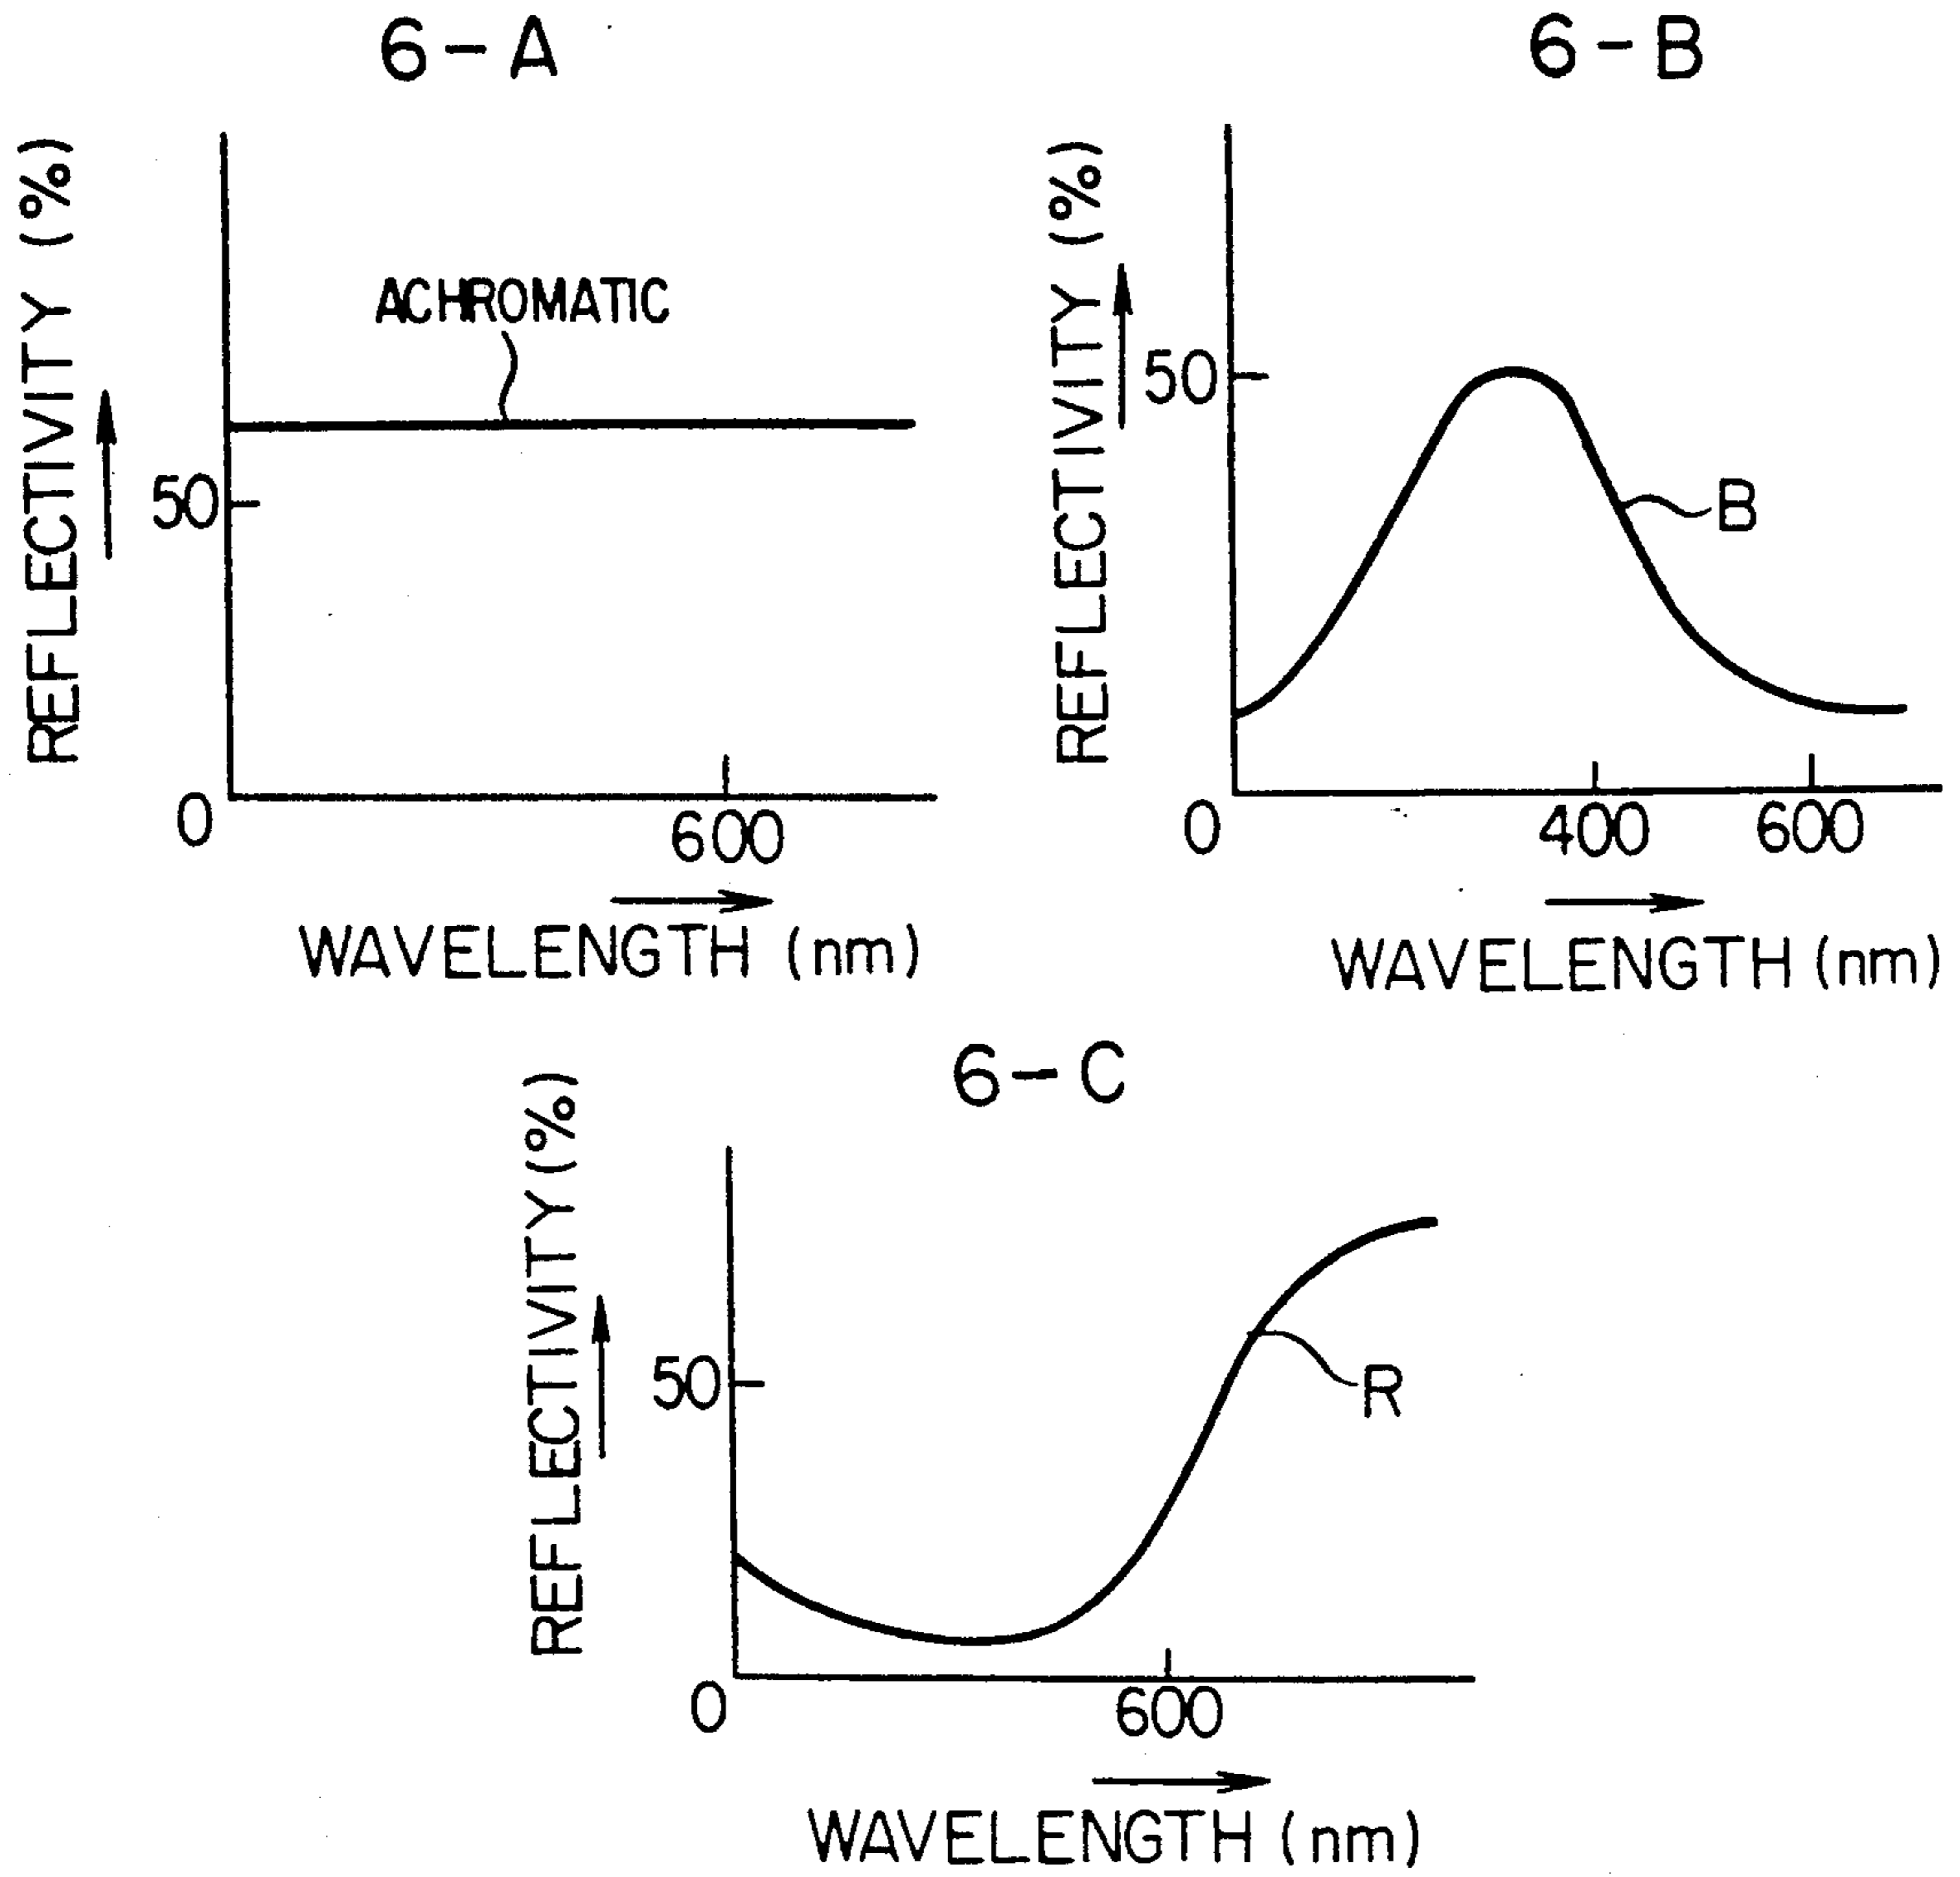 6-A
REFLECTIVITY (%)
ACHROMATIC
50
0
600
WAVELENGTH (nm)
6-B
REFLECTIVITY (%)
50
B
0
400
600
WAVELENGTH (nm)
6-C
REFLECTIVITY (%)
50
R
0
600
WAVELENGTH (nm)